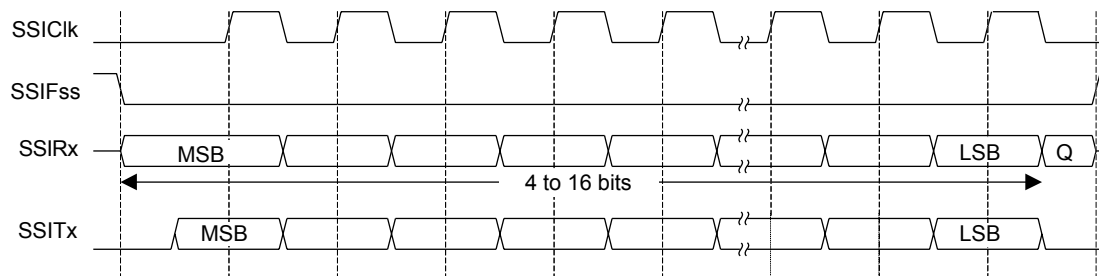 SSIClk
SSIFss
SSIRx MSB LSB Q
4 to 16 bits
SSITx MSB LSB